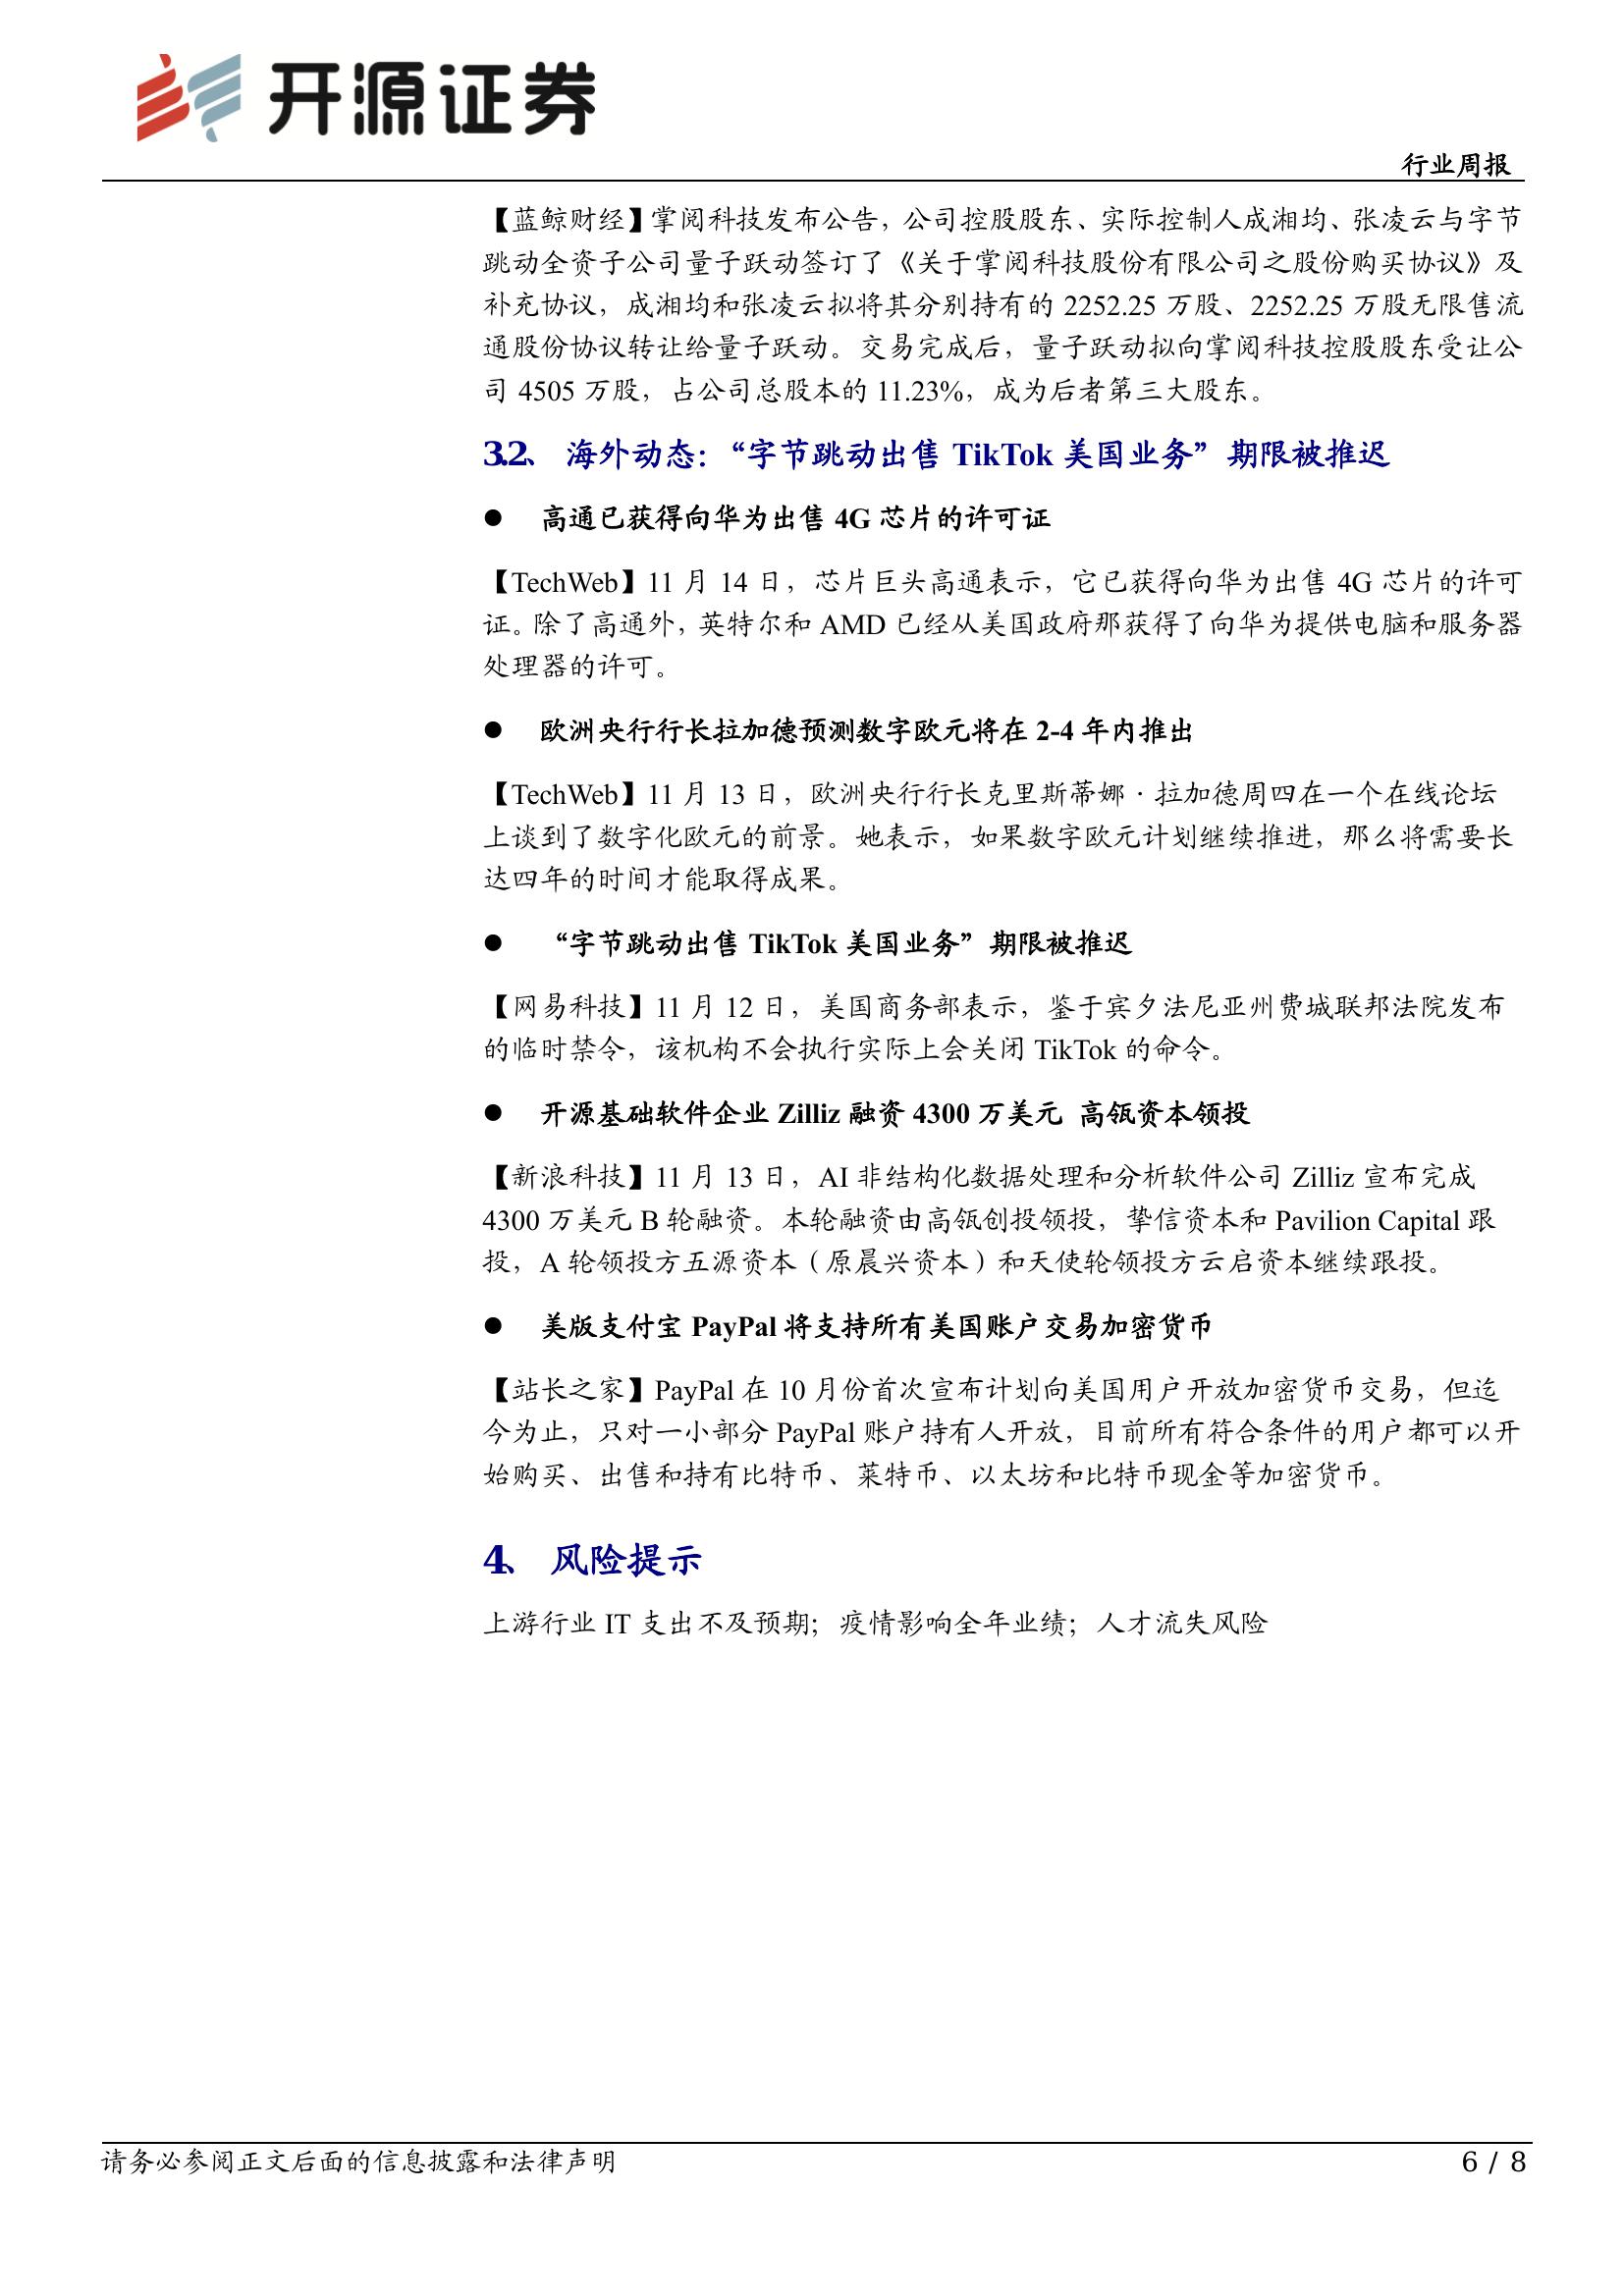 开源证券
行业周报
【蓝鲸财经】掌阅科技发布公告，公司控股股东、实际控制人成湘均、张凌云与字节
跳动全资子公司量子跃动签订了《关于掌阅科技股份有限公司之股份购买协议》及
补充协议，成湘均和张凌云拟将其分别持有的 2252.25 万股、2252.25 万股无限售流
通股份协议转让给量子跃动。交易完成后，量子跃动拟向掌阅科技控股股东受让公
司 4505 万股，占公司总股本的 11.23%，成为后者第三大股东。
3.2、 海外动态：“字节跳动出售 TikTok 美国业务”期限被推迟
● 高通已获得向华为出售 4G 芯片的许可证
【TechWeb】11 月 14 日，芯片巨头高通表示，它已获得向华为出售 4G 芯片的许可
证。除了高通外，英特尔和 AMD 已经从美国政府那获得了向华为提供电脑和服务器
处理器的许可。
● 欧洲央行行长拉加德预测数字欧元将在 2-4 年内推出
【TechWeb】11 月 13 日，欧洲央行行长克里斯蒂娜·拉加德周四在一个在线论坛
上谈到了数字化欧元的前景。她表示，如果数字欧元计划继续推进，那么将需要长
达四年的时间才能取得成果。
● “字节跳动出售 TikTok 美国业务”期限被推迟
【网易科技】11 月 12 日，美国商务部表示，鉴于宾夕法尼亚州费城联邦法院发布
的临时禁令，该机构不会执行实际上会关闭 TikTok 的命令。
● 开源基础软件企业 Zilliz 融资 4300 万美元 高瓴资本领投
【新浪科技】11 月 13 日，AI 非结构化数据处理和分析软件公司 Zilliz 宣布完成
4300 万美元 B 轮融资。本轮融资由高瓴创投领投，挚信资本和 Pavilion Capital 跟
投，A 轮领投方五源资本（原晨兴资本）和天使轮领投方云启资本继续跟投。
● 美版支付宝 PayPal 将支持所有美国账户交易加密货币
【站长之家】PayPal 在 10 月份首次宣布计划向美国用户开放加密货币交易，但迄
今为止，只对一小部分 PayPal 账户持有人开放，目前所有符合条件的用户都可以开
始购买、出售和持有比特币、莱特币、以太坊和比特币现金等加密货币。
4、 风险提示
上游行业 IT 支出不及预期；疫情影响全年业绩；人才流失风险
请务必参阅正文后面的信息披露和法律声明
6 / 8